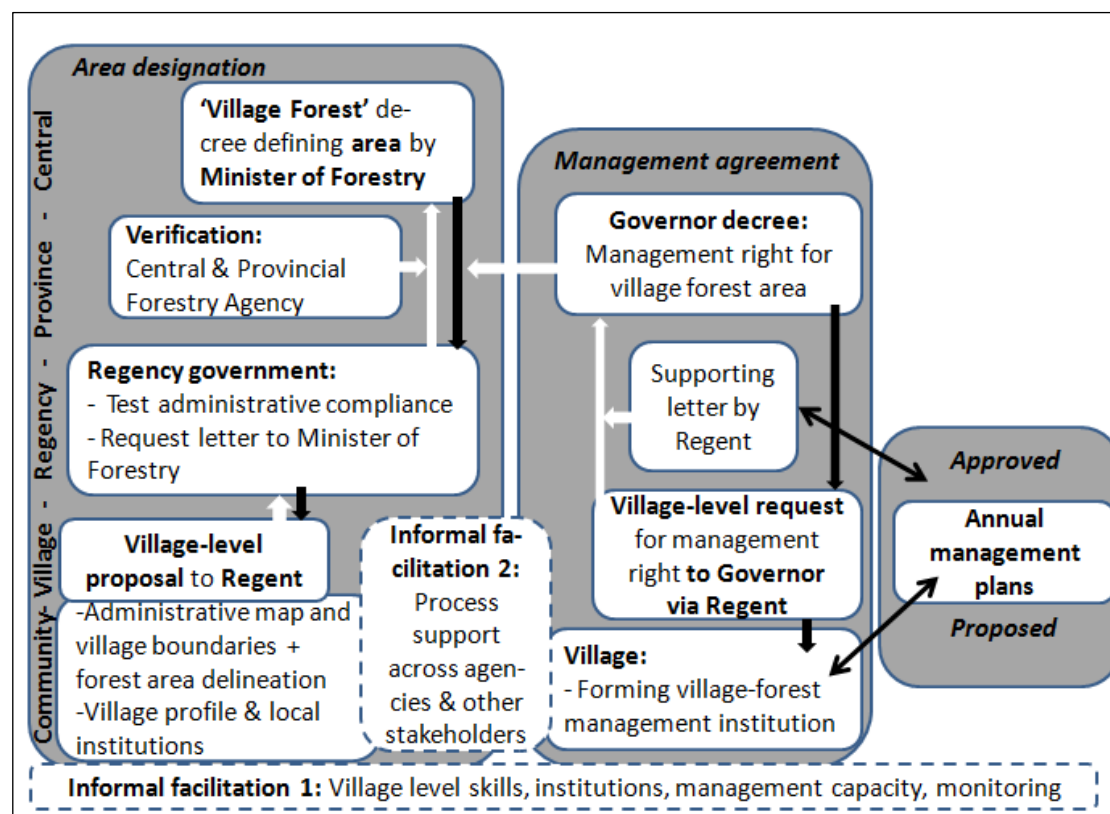 Community- Village - Regency - Province - Central
Area designation
‘Village Forest’ de-
cree defining area by
Minister of Forestry
Verification:
Central & Provincial
Forestry Agency
Regency government:
- Test administrative compliance
- Request letter to Minister of
Forestry
Village-level
proposal to Regent
-Administrative map and
village boundaries +
forest area delineation
-Village profile & local
institutions
Informal fa-
cilitation 2:
Process
support
across agen-
cies & other
stakeholders
Management agreement
Governor decree:
Management right for
village forest area
Supporting
letter by
Regent
Village-level request
for management
right to Governor
via Regent
Village:
- Forming village-forest
management institution
Approved
Annual
management
plans
Proposed
Informal facilitation 1: Village level skills, institutions, management capacity, monitoring